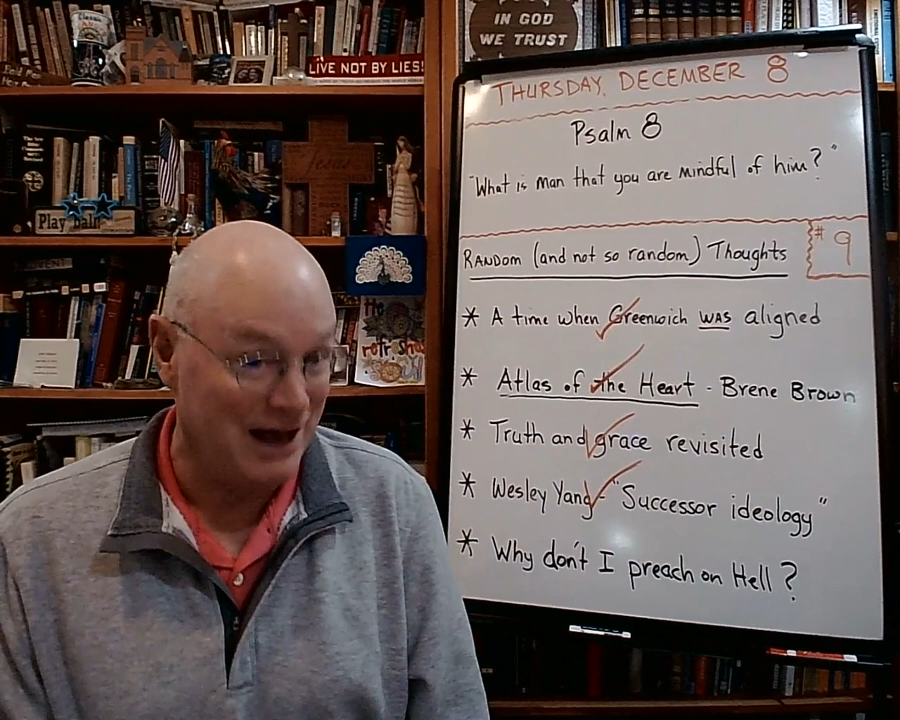 IN GOD
WE TRUST
LIVE NOT BY LIES!
Play ball
Jesus
THURSDAY, DECEMBER 8
Psalm 8
"What is man that you are mindful of him?"
RANDOM (and not so random) Thoughts
# 9
* A time when Greenwich was aligned
* Atlas of the Heart - Brene Brown
* Truth and grace revisited
* Wesley Yang - "Successor ideology"
* Why don't I preach on Hell?